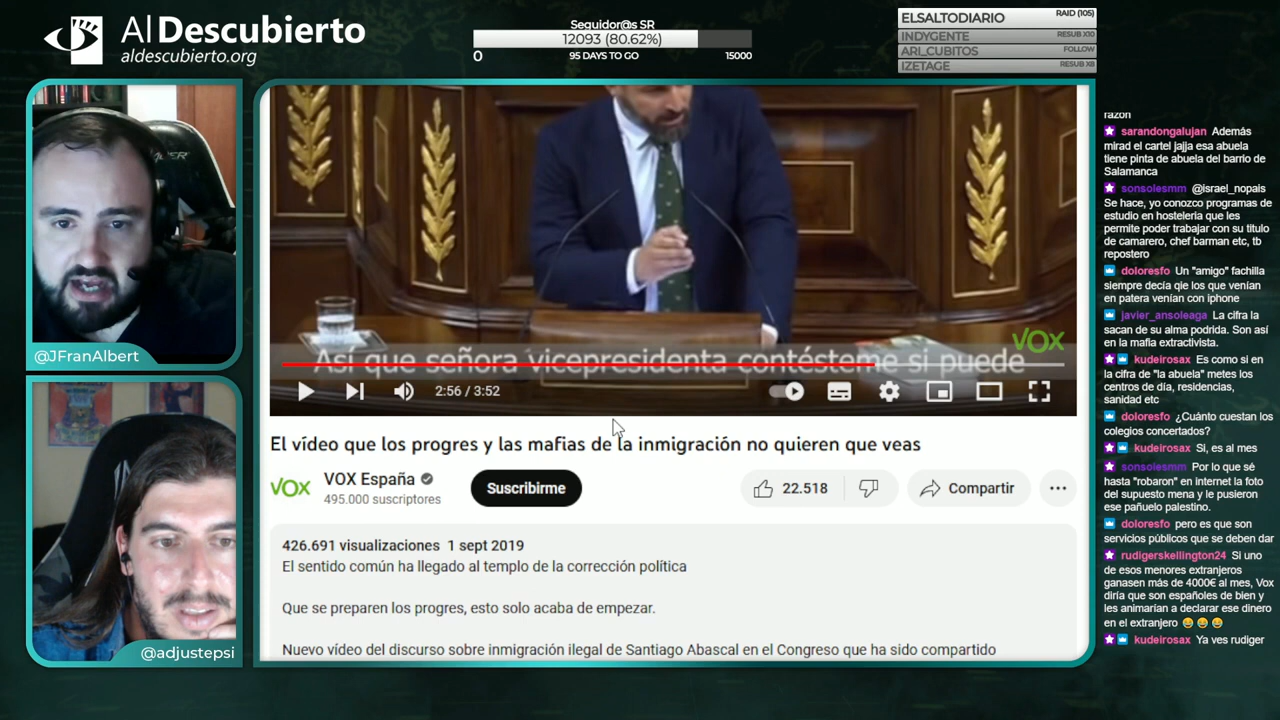 Al Descubierto
aldescubierto.org
Seguidor@s SR
12093 (80.62%)
0
95 DAYS TO GO
15000
ELSALTODIARIO
RAID (105)
INDYGENTE
RESUB X10
ARI_CUBITOS
FOLLOW
IZETAGE
RESUB X8
@JFranAlbert
@adjustepsi
VOX
Así que señora vicepresidenta contésteme si puede
2:56 / 3:52
El vídeo que los progres y las mafias de la inmigración no quieren que veas
VOX
VOX España
495.000 suscriptores
Suscribirme
22.518
Compartir
426.691 visualizaciones 1 sept 2019
El sentido común ha llegado al templo de la corrección política
Que se preparen los progres, esto solo acaba de empezar.
Nuevo vídeo del discurso sobre inmigración ilegal de Santiago Abascal en el Congreso que ha sido compartido
razón
sarandongalujan Además
mirad el cartel jajja esa abuela
tiene pinta de abuela del barrio de
Salamanca
sonsolesmm @Israel_nopais
Se hace, yo conozco programas de
estudio en hostelería que les
permite poder trabajar con su titulo
de camarero, chef barman etc, tb
repostero
doloresfo Un "amigo" fachilla
siempre decía qie los que venían
en patera venían con iphone
javier_ansoleaga La cifra la
sacan de su alma podrida. Son así
en la mafia extractivista.
kudeirosax Es como si en
la cifra de "la abuela" metes los
centros de día, residencias,
sanidad etc
doloresfo ¿Cuánto cuestan los
colegios concertados?
kudeirosax Si, es al mes
sonsolesmm Por lo que sé
hasta "robaron" en internet la foto
del supuesto mena y le pusieron
ese pañuelo palestino.
doloresfo pero es que son
servicios públicos que se deben dar
rudigerskellington24 Si uno
de esos menores extranjeros
ganasen más de 4000€ al mes, Vox
diría que son españoles de bien y
les animarían a declarar ese dinero
en el extranjero 😄 😄 😄
kudeirosax Ya ves rudiger